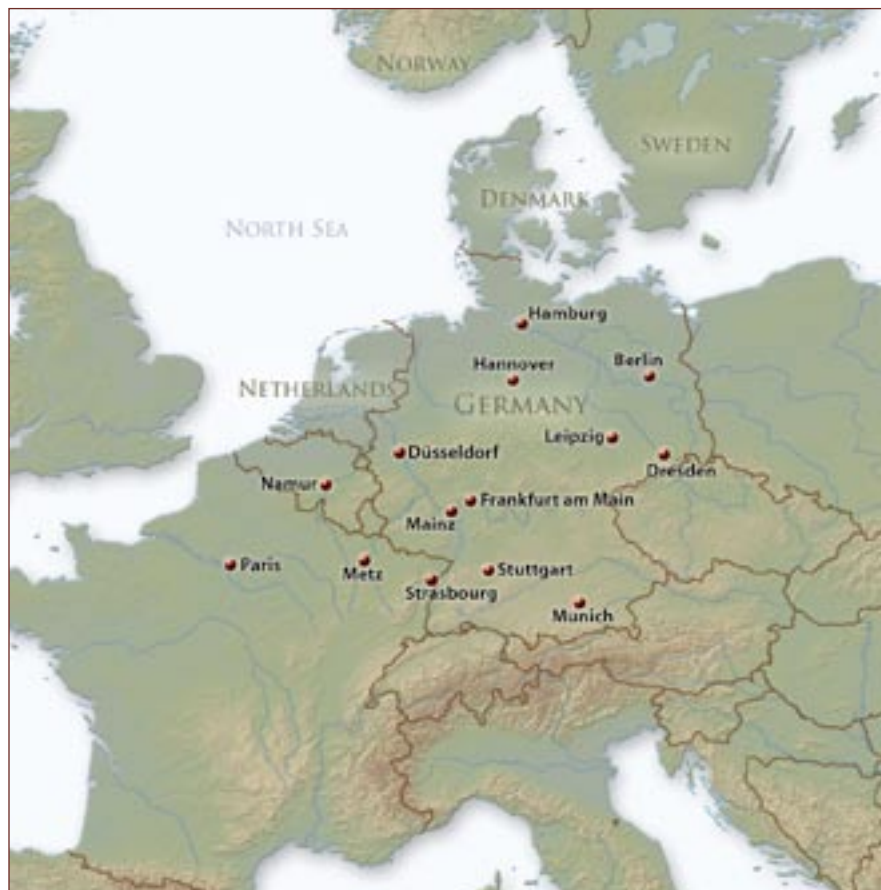 NORWAY
SWEDEN
DENMARK
NORTH SEA
Hamburg
Hannover
Berlin
NETHERLANDS
GERMANY
Leipzig
Düsseldorf
Dresden
Namur
Frankfurt am Main
Mainz
Paris
Metz
Stuttgart
Strasbourg
Munich